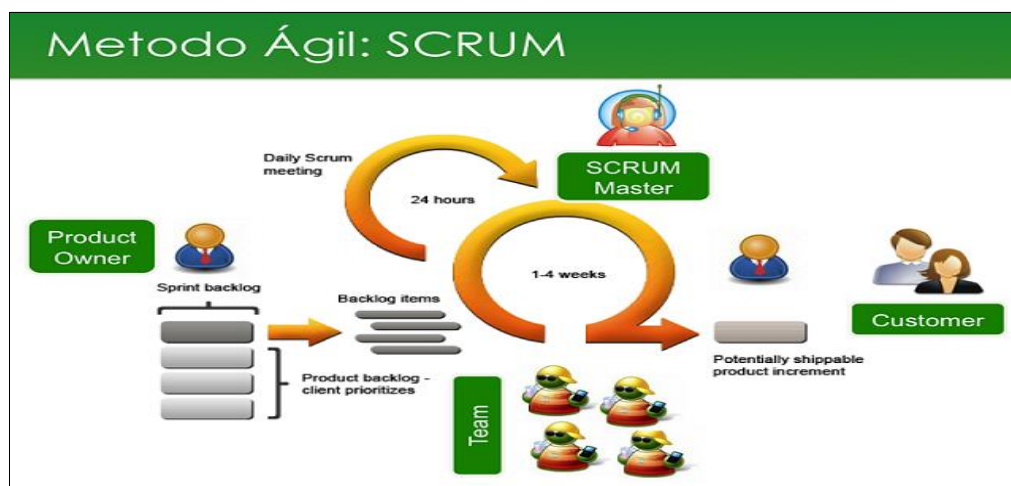 Metodo Ágil: SCRUM
Daily Scrum
meeting
24 hours
SCRUM
Master
Product
Owner
Sprint backlog
Backlog items
1-4 weeks
Customer
Product backlog -
client prioritizes
Potentially shippable
product increment
Team